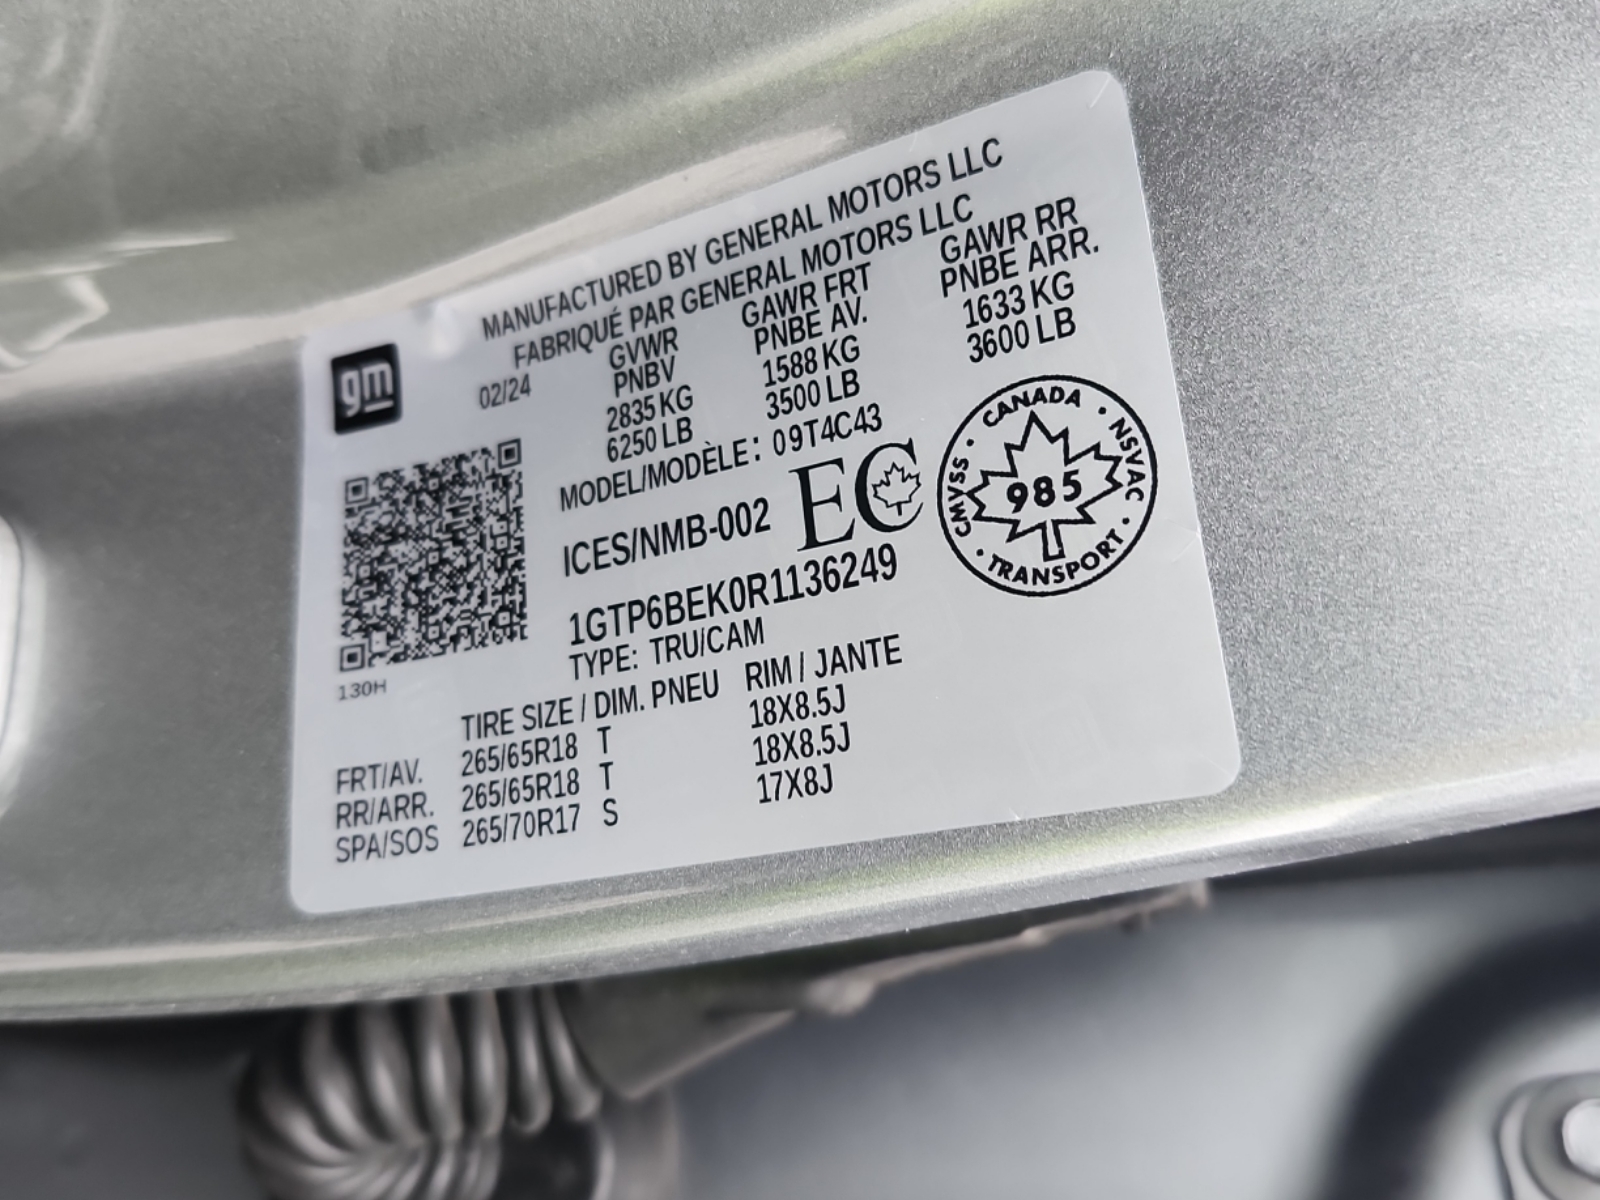 MANUFACTURED BY GENERAL MOTORS LLC
FABRIQUÉ PAR GENERAL MOTORS LLC
gm
02/24
GVWR GAWR FRT GAWR RR
PNBV PNBE AV. PNBE ARR.
2835 KG 1588 KG 1633 KG
6250 LB 3500 LB 3600 LB
MODEL/MODÈLE: 09T4C43
ICES/NMB-002 EC
CANADA · NSVAC · TRANSPORT · CMVSS ·
985
1GTP6BEK0R1136249
TYPE: TRU/CAM
130H
TIRE SIZE / DIM. PNEU RIM / JANTE
FRT/AV. 265/65R18 T 18X8.5J
RR/ARR. 265/65R18 T 18X8.5J
SPA/SOS 265/70R17 S 17X8J